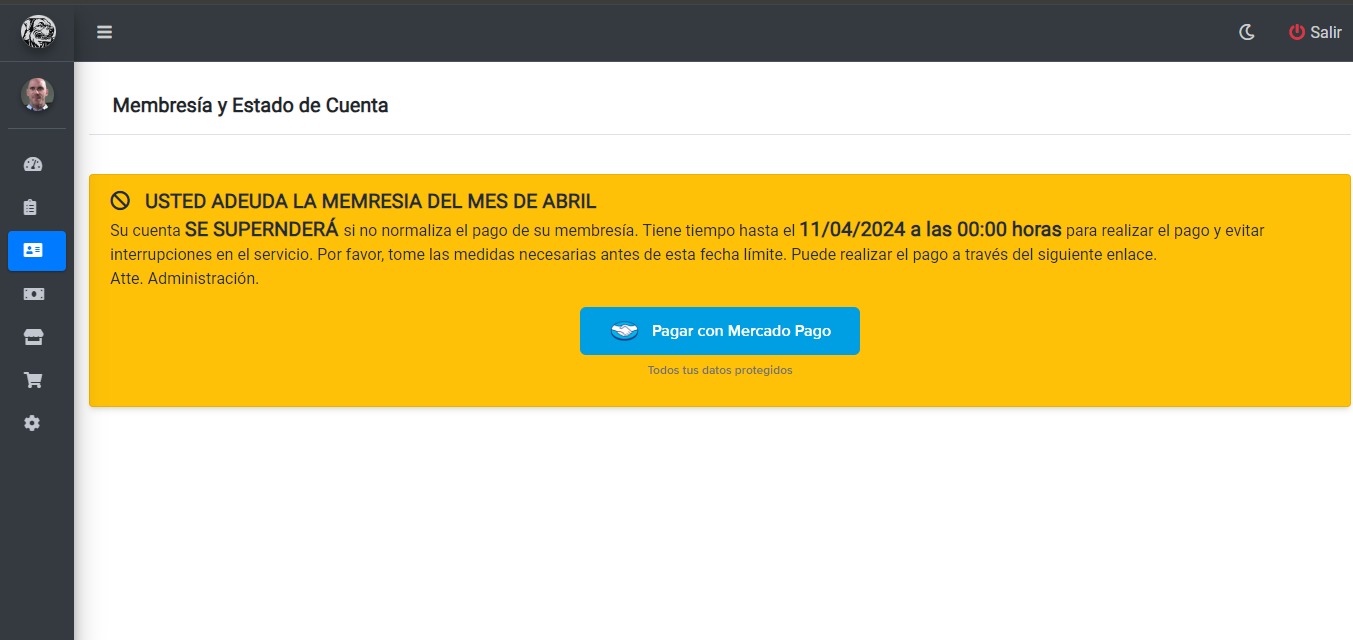 Salir
Membresía y Estado de Cuenta
USTED ADEUDA LA MEMRESIA DEL MES DE ABRIL
Su cuenta SE SUPERNDERÁ si no normaliza el pago de su membresía. Tiene tiempo hasta el 11/04/2024 a las 00:00 horas para realizar el pago y evitar
interrupciones en el servicio. Por favor, tome las medidas necesarias antes de esta fecha límite. Puede realizar el pago a través del siguiente enlace.
Atte. Administración.
Pagar con Mercado Pago
Todos tus datos protegidos